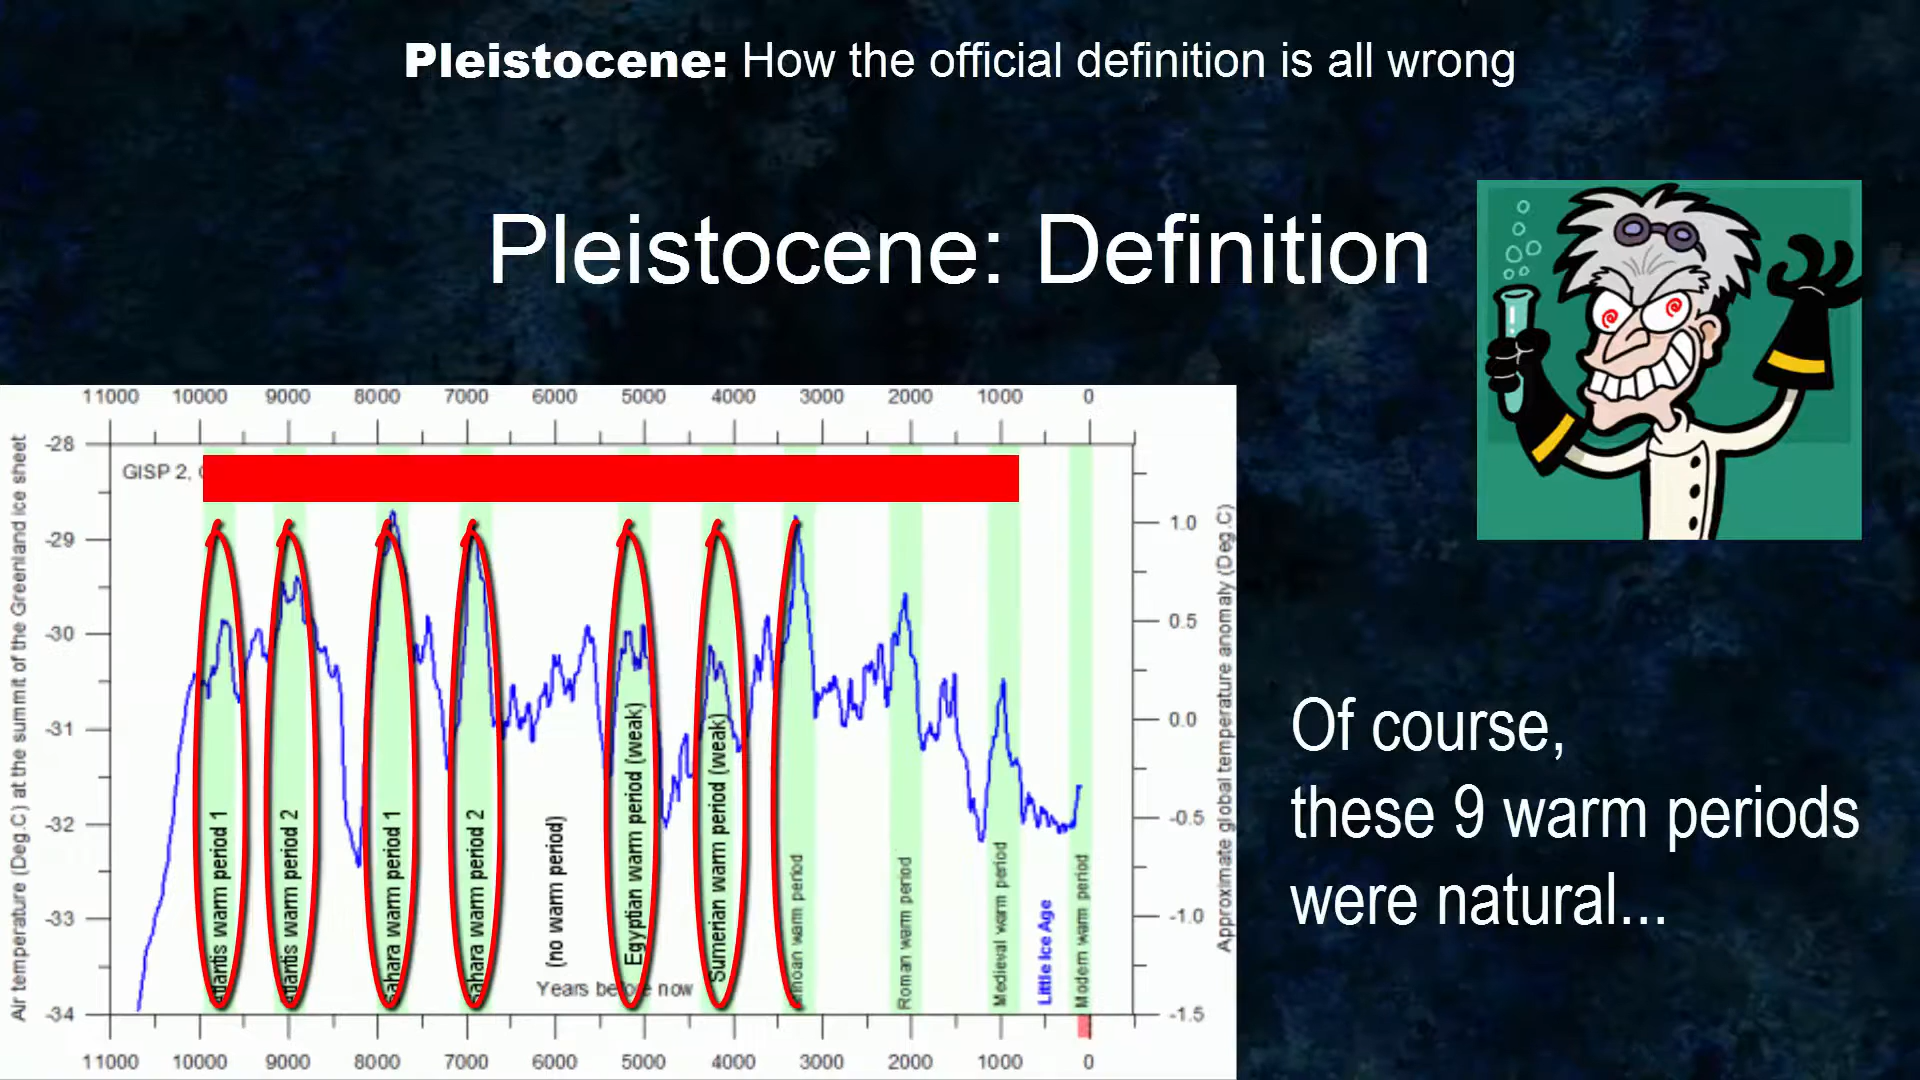 Pleistocene: How the official definition is all wrong
Pleistocene: Definition
11000 10000 9000 8000 7000 6000 5000 4000 3000 2000 1000 0
Air temperature (Deg.C) at the summit of the Greenland ice sheet
-28
-29
-30
-31
-32
-33
-34
GISP 2,
warm period 1
warm period 2
warm period 1
warm period 2
(no warm period)
Egyptian warm period (weak)
Sumerian warm period (weak)
warm period
Roman warm period
Medieval warm period
Little Ice Age
Modern warm period
Years before now
1.0
0.5
0.0
-0.5
-1.0
-1.5
Approximate global temperature anomaly (Deg.C)
11000 10000 9000 8000 7000 6000 5000 4000 3000 2000 1000 0
Of course,
these 9 warm periods
were natural...